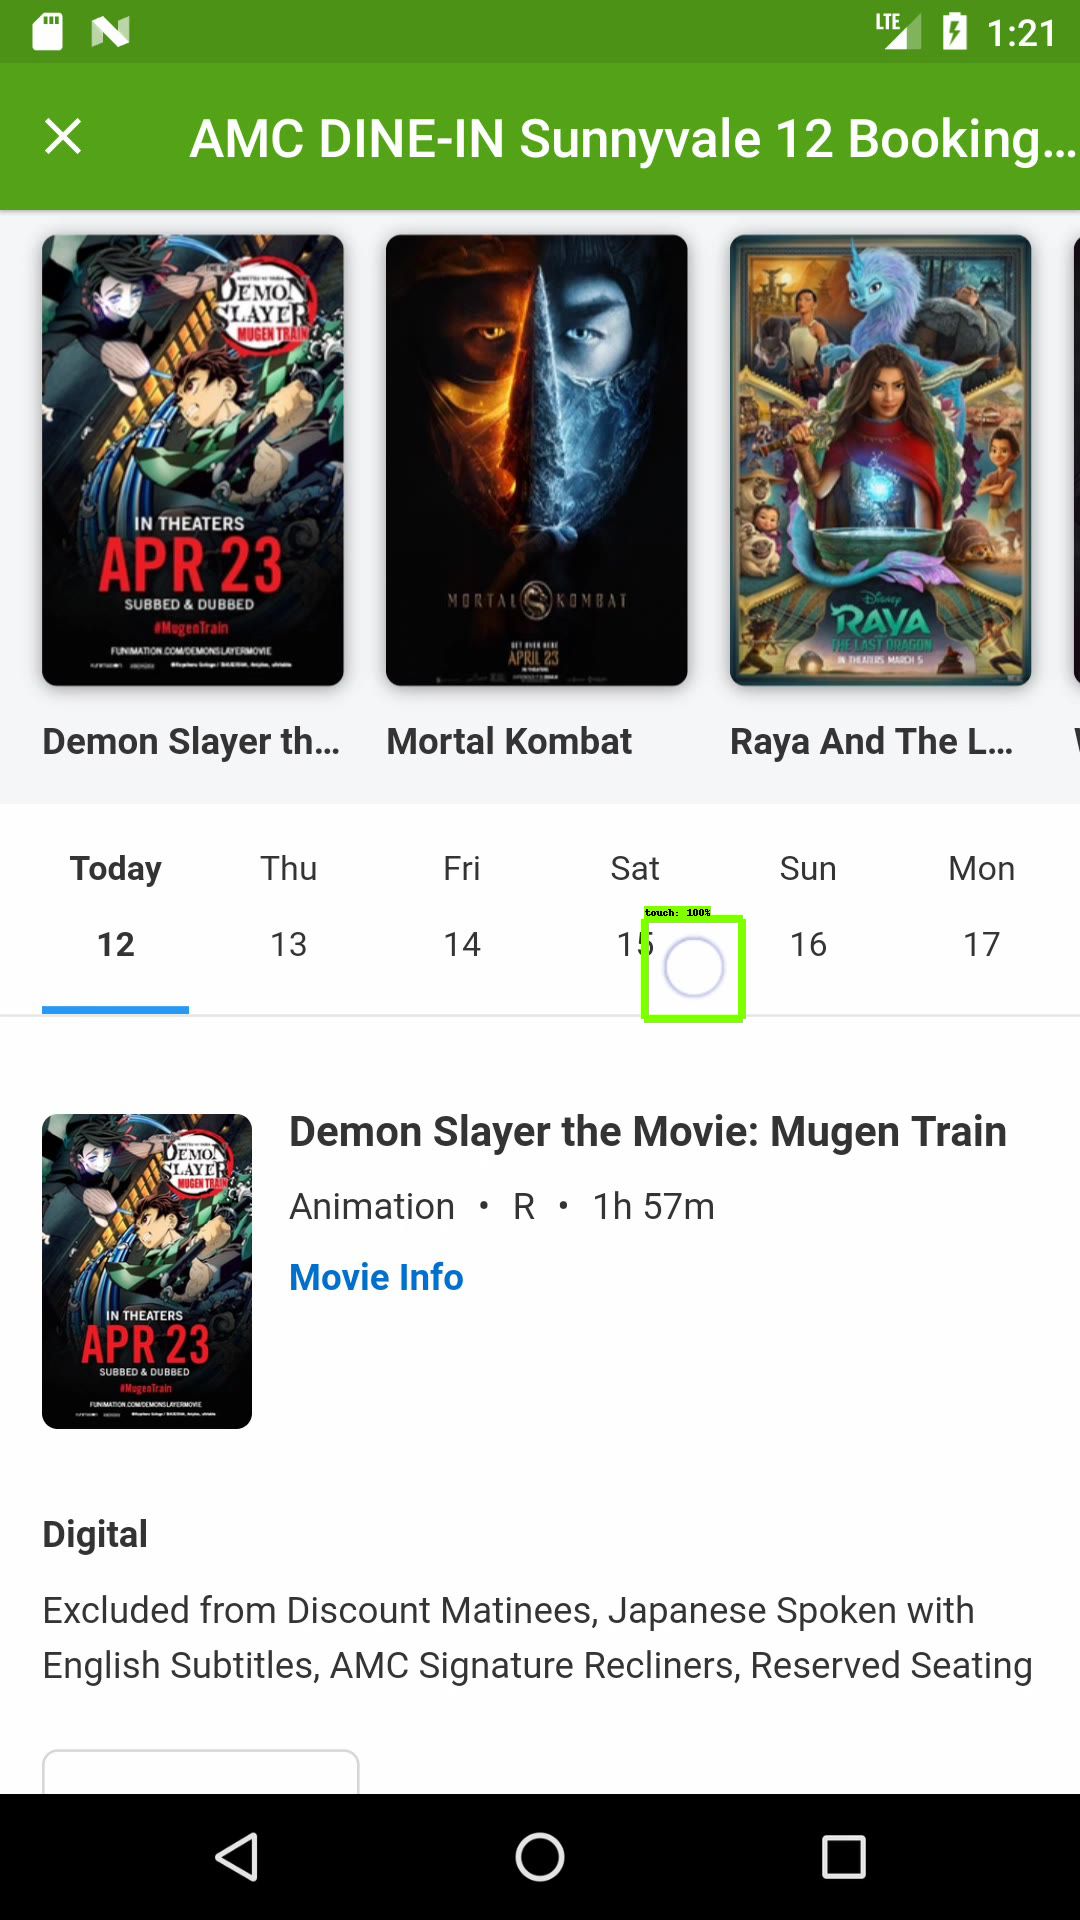 LTE 1:21
AMC DINE-IN Sunnyvale 12 Booking...
DEMON
SLAYER
MUGEN TRAIN
IN THEATERS
APR 23
SUBBED & DUBBED
#MugenTrain
FUNIMATION.COM/DEMONSLAYERMOVIE
MORTAL KOMBAT
GET OVER HERE
APRIL 23
Disney
RAYA
AND THE LAST DRAGON
IN THEATERS MARCH 5
Demon Slayer th...
Mortal Kombat
Raya And The L...
Today Thu Fri Sat Sun Mon
touch: 100%
12 13 14 15 16 17
DEMON
SLAYER
MUGEN TRAIN
IN THEATERS
APR 23
SUBBED & DUBBED
#MugenTrain
FUNIMATION.COM/DEMONSLAYERMOVIE
Demon Slayer the Movie: Mugen Train
Animation • R • 1h 57m
Movie Info
Digital
Excluded from Discount Matinees, Japanese Spoken with
English Subtitles, AMC Signature Recliners, Reserved Seating